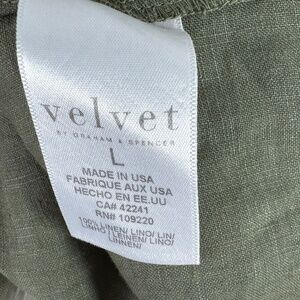 velvet
BY GRAHAM & SPENCER
L
MADE IN USA
FABRIQUE AUX USA
HECHO EN EE.UU
CA# 42241
RN# 109220
100% LINEN/ LINO/ LIN/
LINHO / LEINEN/ LINO/
LINNEN/